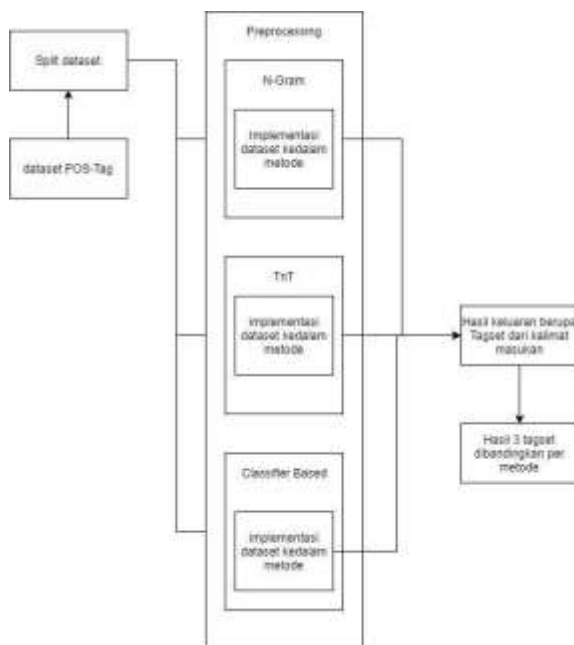 Preprocessing
Split dataset
dataset POS-Tag
N-Gram
Implementasi
dataset kedalam
metode
TnT
Implementasi
dataset kedalam
metode
Classifier Based
Implementasi
dataset kedalam
metode
Hasil keluaran berupa
Tagset dari kalimat
masukan
Hasil 3 tagset
dibandingkan per
metode